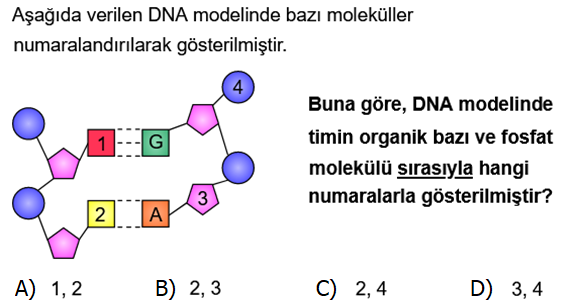 Aşağıda verilen DNA modelinde bazı moleküller
numaralandırılarak gösterilmiştir.
4
1 G
2 A 3
Buna göre, DNA modelinde
timin organik bazı ve fosfat
molekülü sırasıyla hangi
numaralarla gösterilmiştir?
A) 1, 2 B) 2, 3 C) 2, 4 D) 3, 4